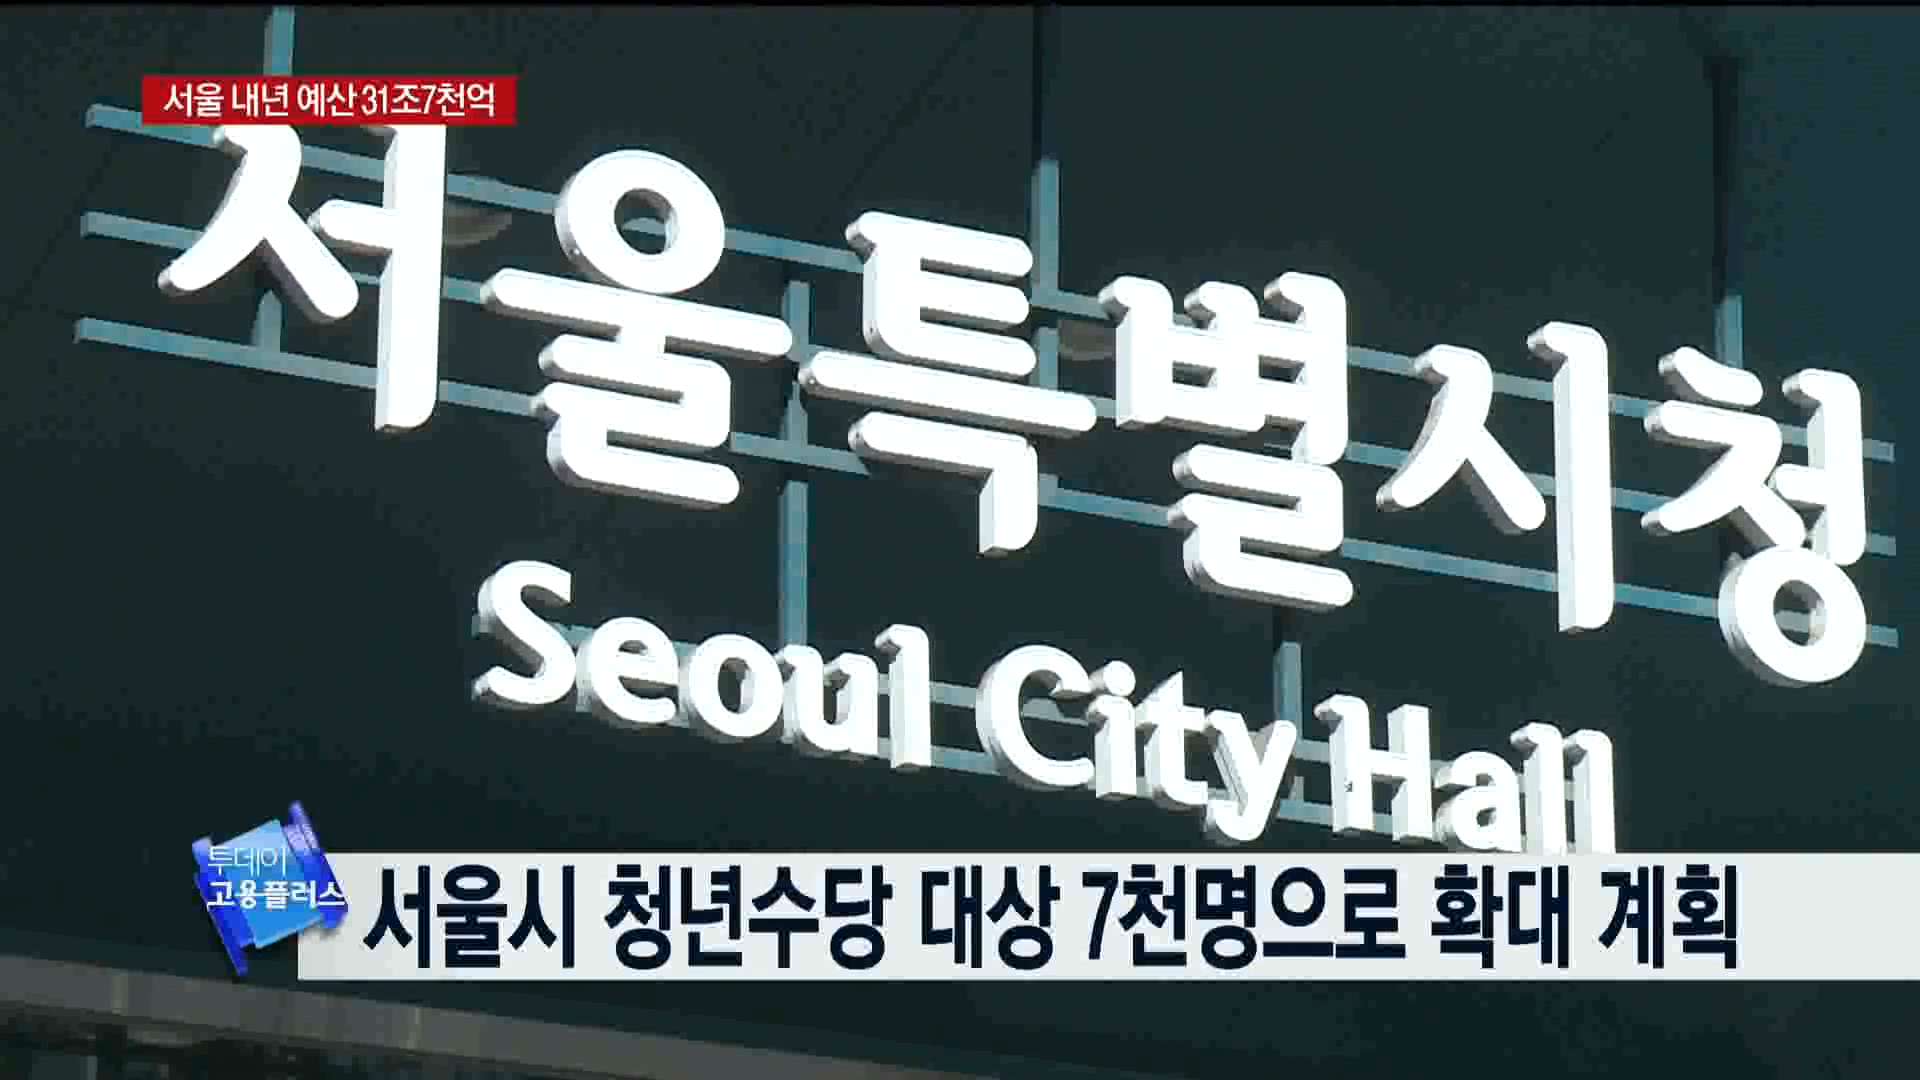 서울 내년 예산 31조7천억
서울특별시청
Seoul City Hall
투데이
고용플러스
서울시 청년수당 대상 7천명으로 확대 계획